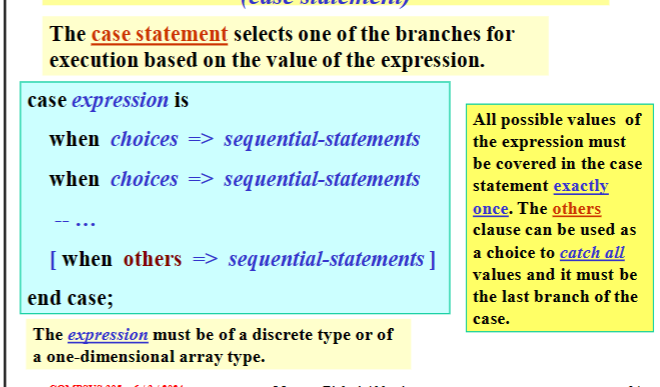 (case statement)
The case statement selects one of the branches for
execution based on the value of the expression.
case expression is
when choices => sequential-statements
when choices => sequential-statements
-- ...
[ when others => sequential-statements ]
end case;
All possible values of
the expression must
be covered in the case
statement exactly
once. The others
clause can be used as
a choice to catch all
values and it must be
the last branch of the
case.
The expression must be of a discrete type or of
a one-dimensional array type.